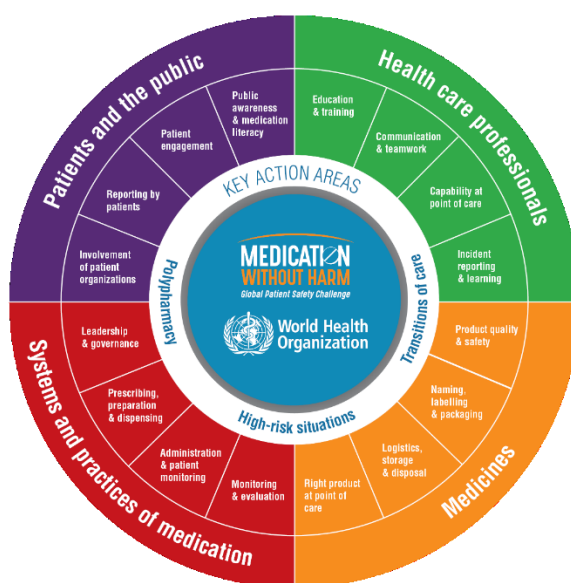 Patients and the public
Public
awareness
& medication
literacy
Patient
engagement
Reporting by
patients
Involvement
of patient
organizations
Health care professionals
Education
& training
Communication
& teamwork
Capability at
point of care
Incident
reporting
& learning
KEY ACTION AREAS
Polypharmacy
Transitions of care
High-risk situations
MEDICATION
WITHOUT HARM
Global Patient Safety Challenge
World Health
Organization
Systems and practices of medication
Leadership
& governance
Prescribing,
preparation
& dispensing
Administration
& patient
monitoring
Monitoring
& evaluation
Medicines
Product quality
& safety
Naming,
labelling
& packaging
Logistics,
storage
& disposal
Right product
at point of
care